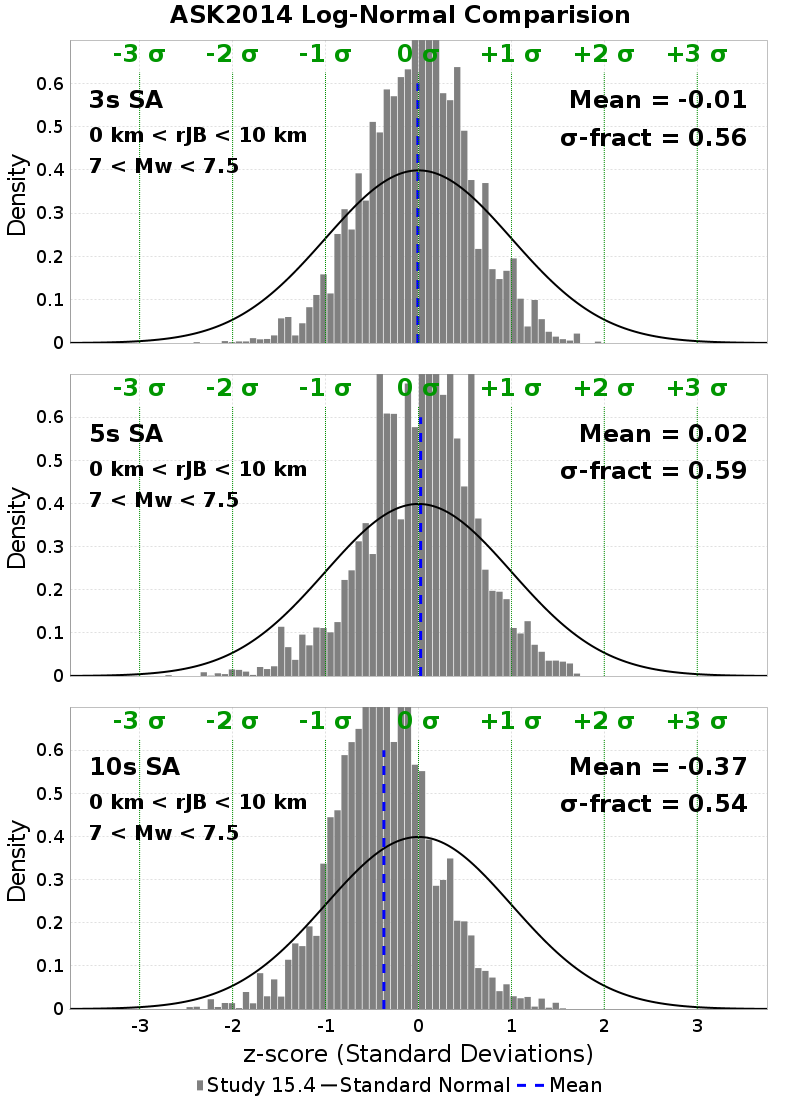 ASK2014 Log-Normal Comparision
-3 σ -2 σ -1 σ 0 σ +1 σ +2 σ +3 σ
3s SA
0 km < rJB < 10 km
7 < Mw < 7.5
Mean = -0.01
σ-fract = 0.56
Density
0.6
0.5
0.4
0.3
0.2
0.1
0
-3 σ -2 σ -1 σ 0 σ +1 σ +2 σ +3 σ
5s SA
0 km < rJB < 10 km
7 < Mw < 7.5
Mean = 0.02
σ-fract = 0.59
Density
0.6
0.5
0.4
0.3
0.2
0.1
0
-3 σ -2 σ -1 σ 0 σ +1 σ +2 σ +3 σ
10s SA
0 km < rJB < 10 km
7 < Mw < 7.5
Mean = -0.37
σ-fract = 0.54
Density
0.6
0.5
0.4
0.3
0.2
0.1
0
-3 -2 -1 0 1 2 3
z-score (Standard Deviations)
Study 15.4 Standard Normal Mean